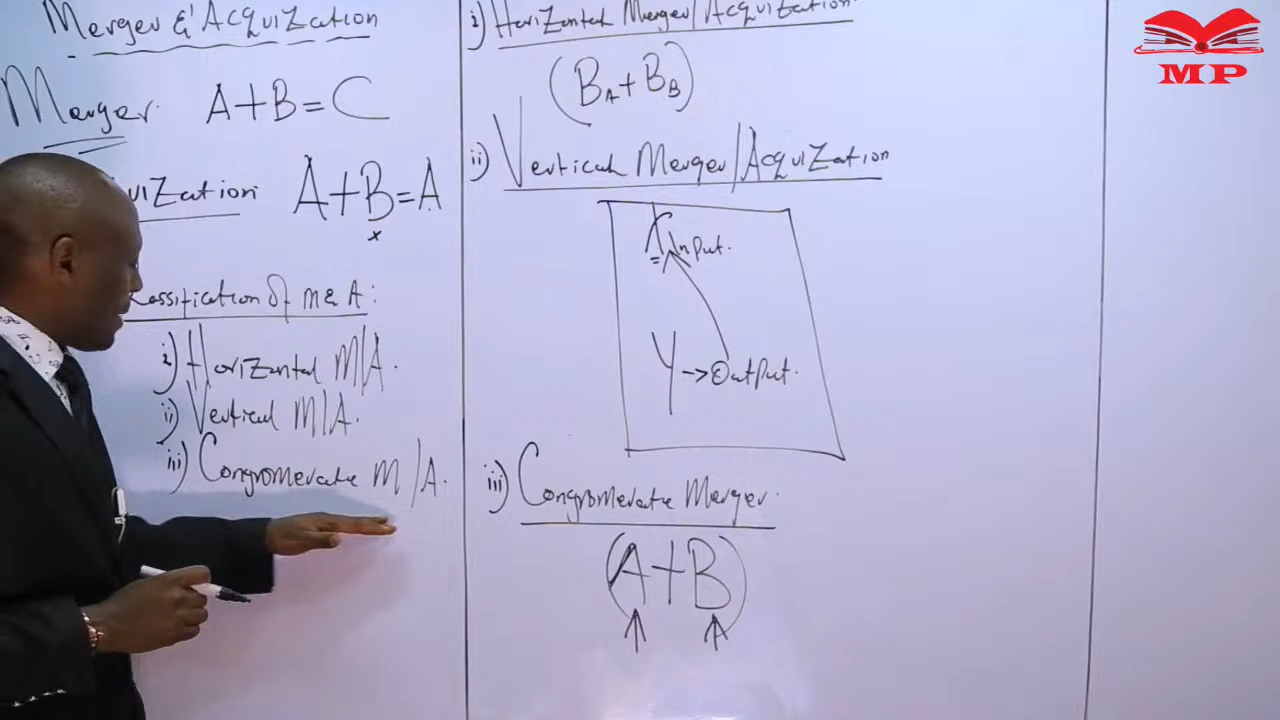 Merger & AcquiZation
Merger. A+B=C
uiZation A+B=A
x
lassification of M&A:
i) HoriZontal M/A.
ii) Vertical M/A.
iii) Congromerate M/A.
i) HoriZontal Merger/AcquiZation.
(BA+BB)
ii) Vertical Merger/AcquiZation
X Input.
Y → OutPut.
iii) Congromerate Merger.
(A+B)
MP